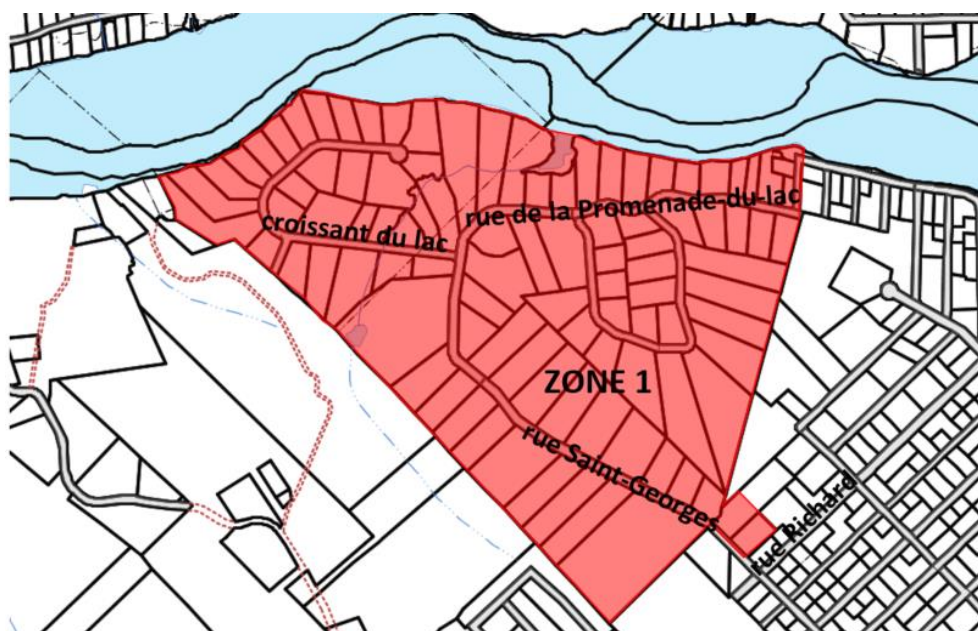 rue de la Promenade-du-lac
croissant du lac
ZONE 1
rue Saint-Georges
rue Richard